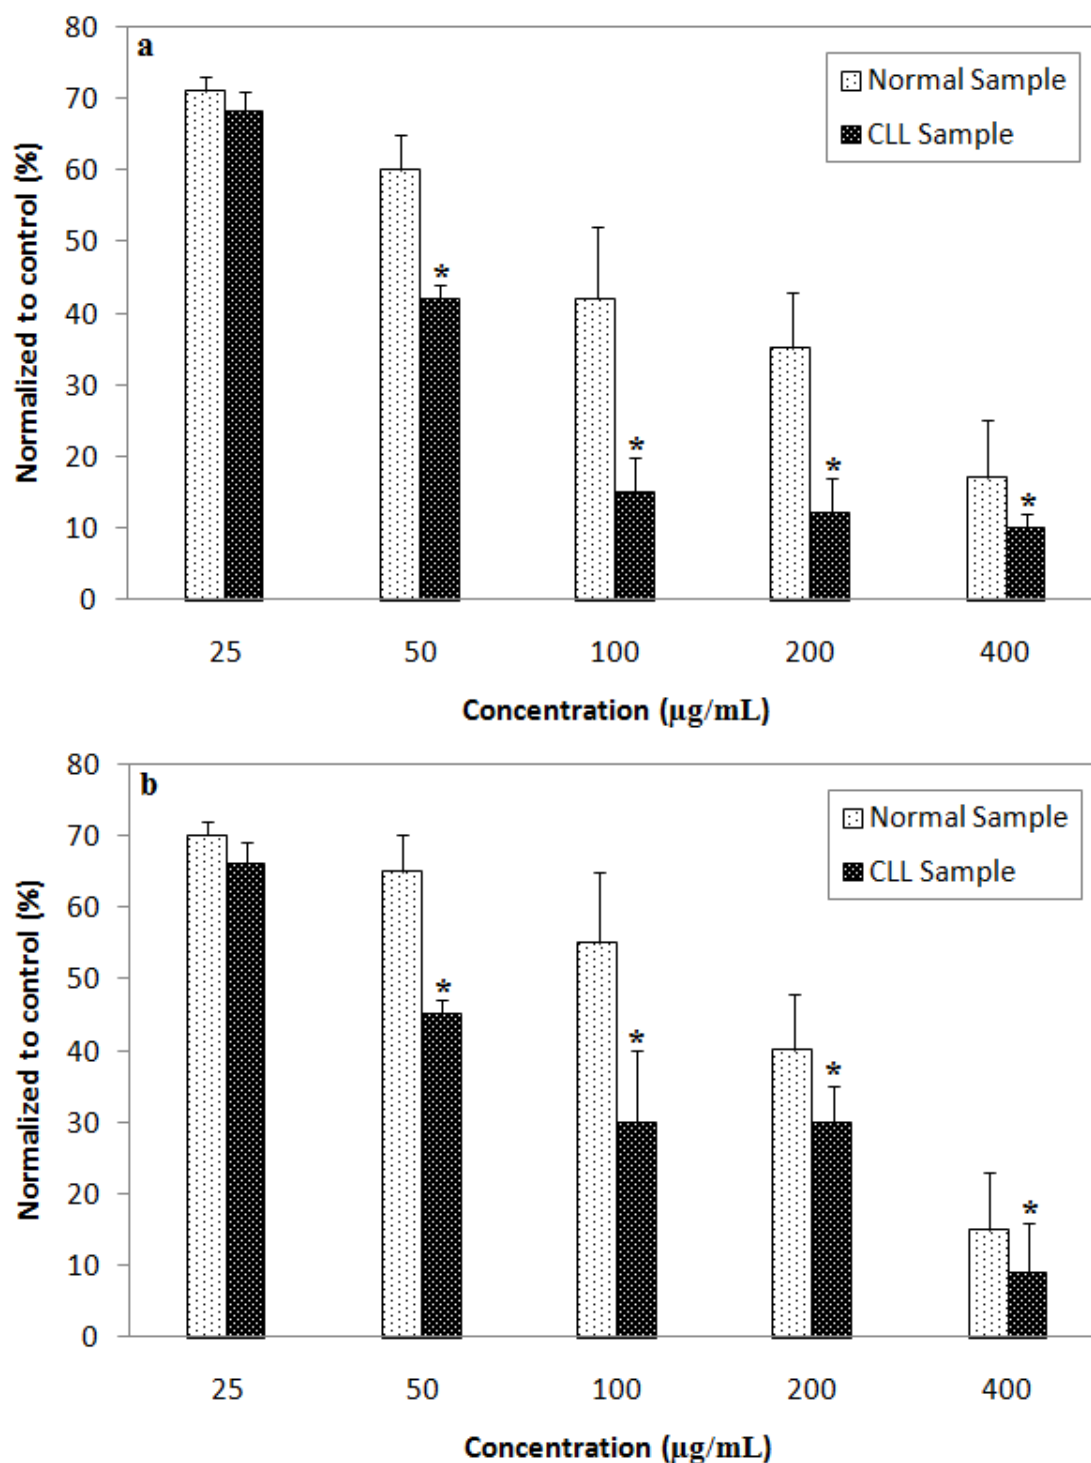 a
Normal Sample
CLL Sample
Normalized to control (%)
80
70
60
50
40
30
20
10
0
*
*
*
*
25 50 100 200 400
Concentration (µg/mL)
b
Normal Sample
CLL Sample
Normalized to control (%)
80
70
60
50
40
30
20
10
0
*
*
*
*
25 50 100 200 400
Concentration (µg/mL)